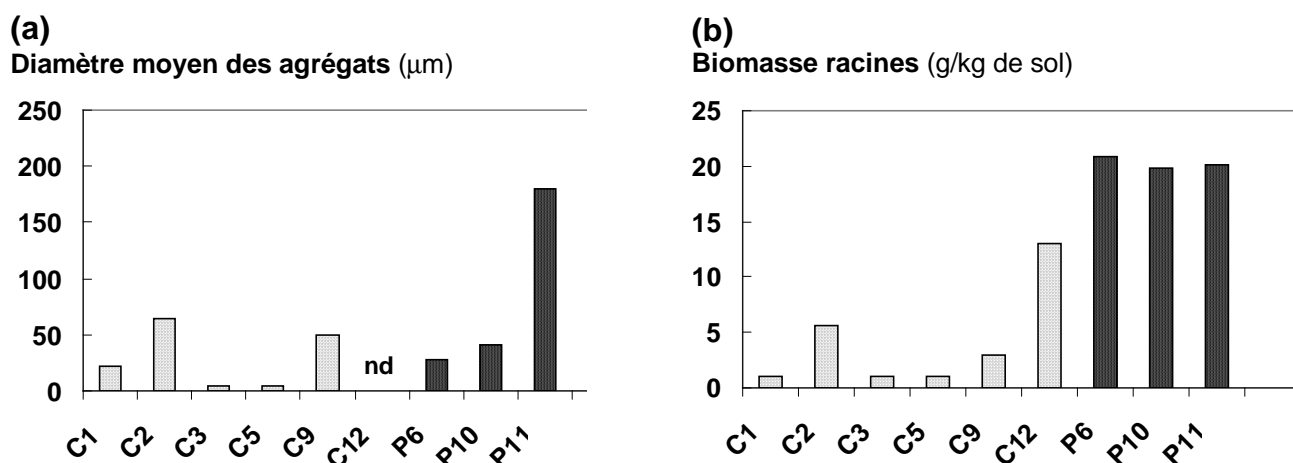 (a)
Diamètre moyen des agrégats (µm)
250
200
150
100
50
0
nd
C1 C2 C3 C5 C9 C12 P6 P10 P11
(b)
Biomasse racines (g/kg de sol)
25
20
15
10
5
0
C1 C2 C3 C5 C9 C12 P6 P10 P11